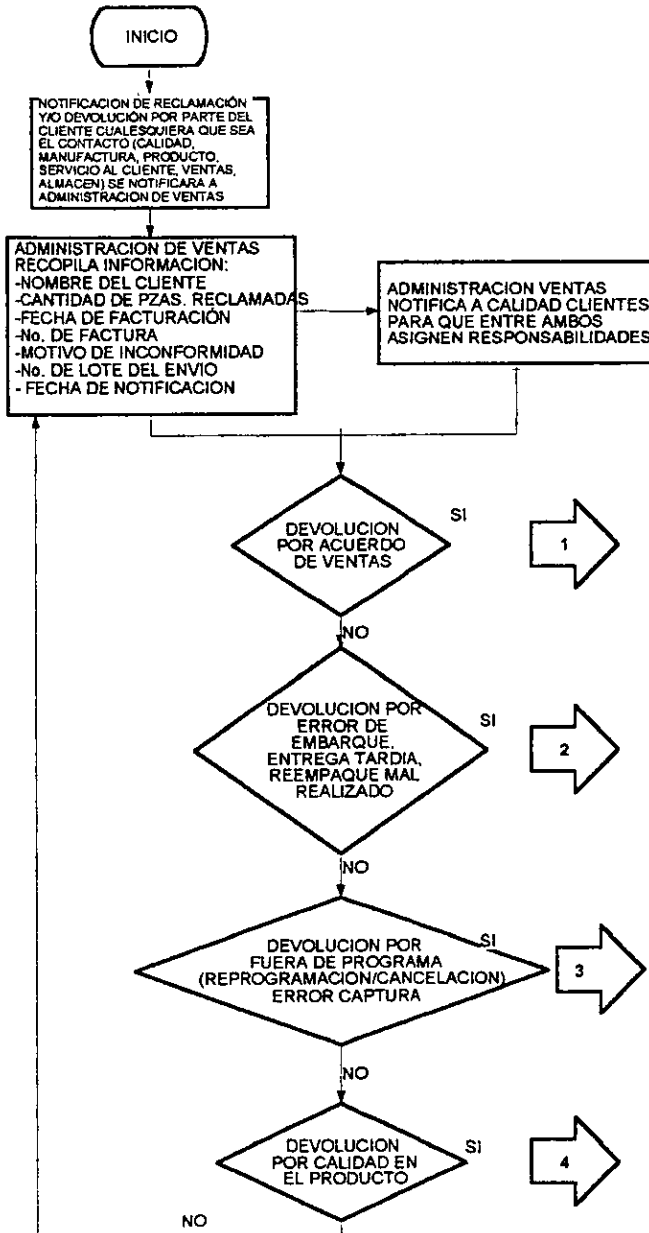 INICIO
NOTIFICACION DE RECLAMACIÓN
Y/O DEVOLUCIÓN POR PARTE DEL
CLIENTE CUALESQUIERA QUE SEA
EL CONTACTO (CALIDAD,
MANUFACTURA, PRODUCTO,
SERVICIO AL CLIENTE, VENTAS,
ALMACEN) SE NOTIFICARA A
ADMINISTRACION DE VENTAS
ADMINISTRACION DE VENTAS
RECOPILA INFORMACION:
-NOMBRE DEL CLIENTE
-CANTIDAD DE PZAS. RECLAMADAS
-FECHA DE FACTURACIÓN
-No. DE FACTURA
-MOTIVO DE INCONFORMIDAD
-No. DE LOTE DEL ENVIO
- FECHA DE NOTIFICACION
ADMINISTRACION VENTAS
NOTIFICA A CALIDAD CLIENTES
PARA QUE ENTRE AMBOS
ASIGNEN RESPONSABILIDADES
DEVOLUCION
POR ACUERDO
DE VENTAS
SI
1
NO
DEVOLUCION POR
ERROR DE
EMBARQUE,
ENTREGA TARDIA,
REEMPAQUE MAL
REALIZADO
SI
2
NO
DEVOLUCION POR
FUERA DE PROGRAMA
(REPROGRAMACION/CANCELACION)
ERROR CAPTURA
SI
3
NO
DEVOLUCION
POR CALIDAD EN
EL PRODUCTO
SI
4
NO